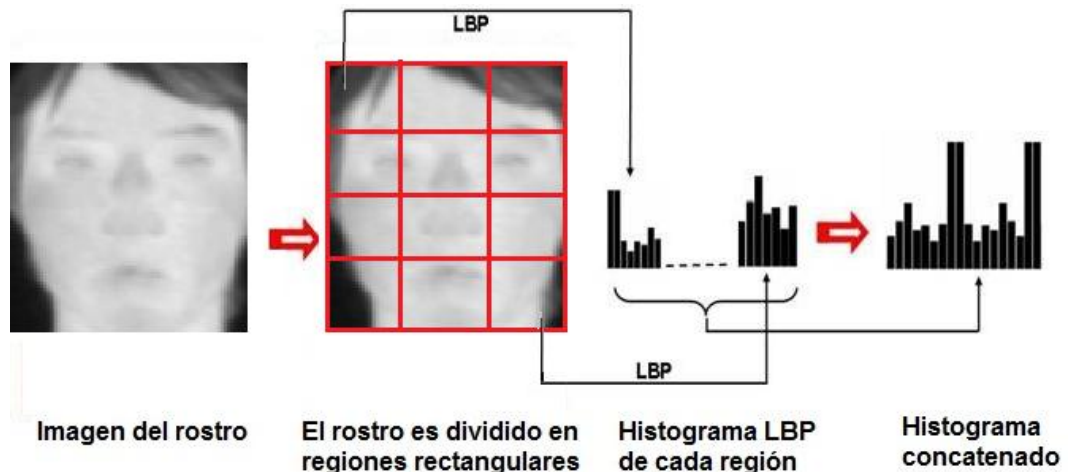 LBP
LBP
Imagen del rostro
El rostro es dividido en
regiones rectangulares
Histograma LBP
de cada región
Histograma
concatenado